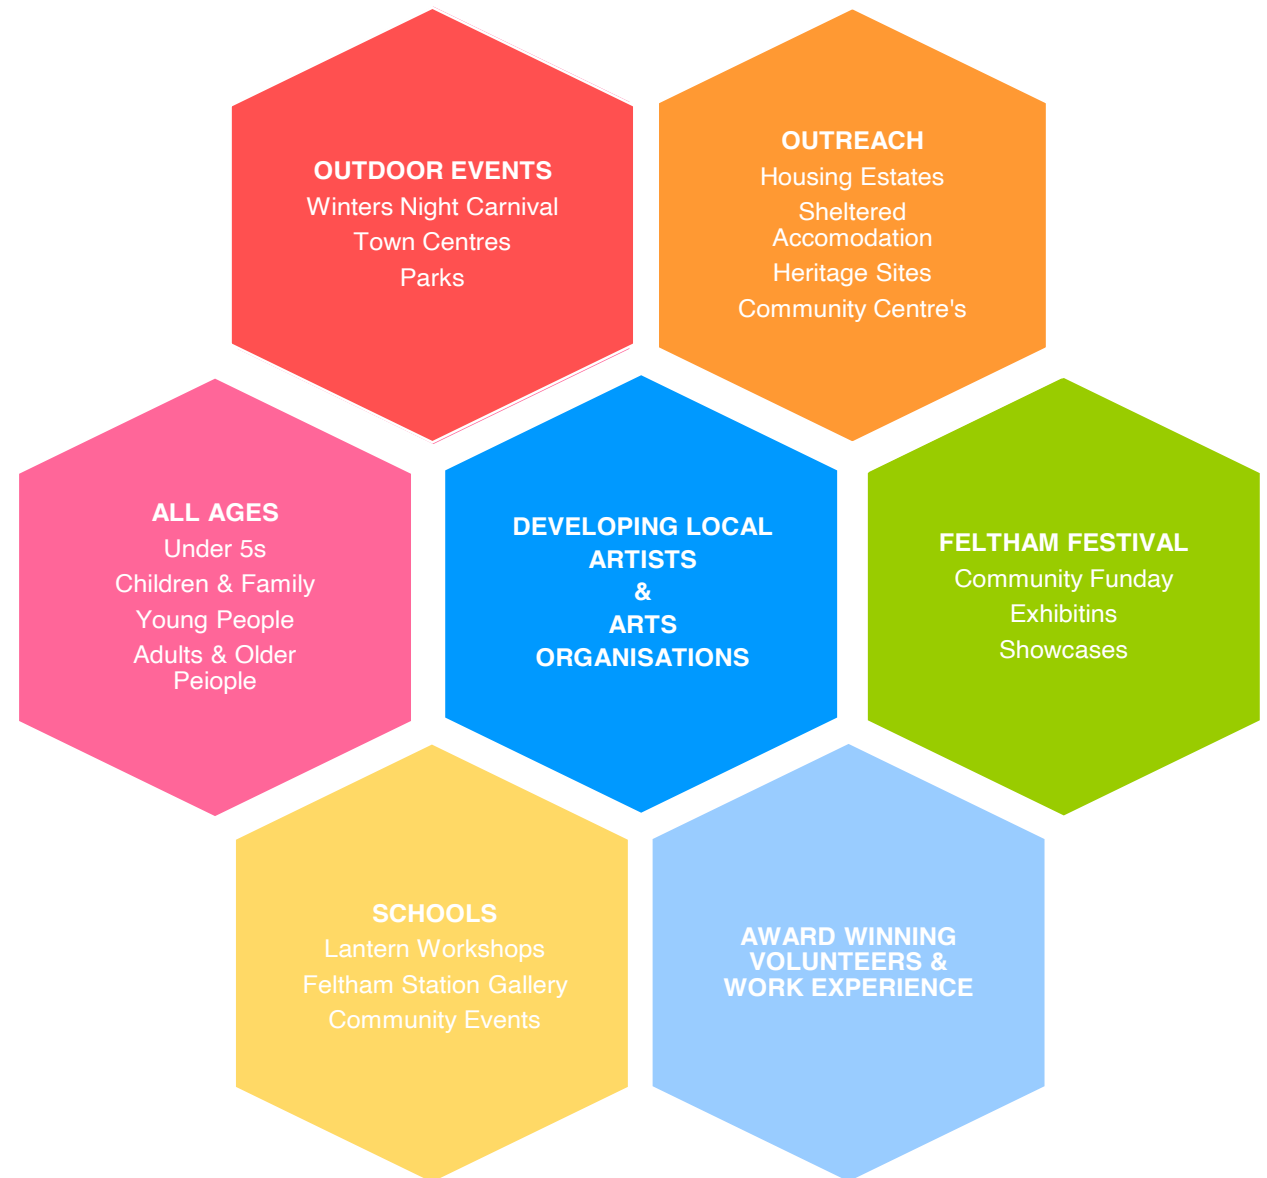 OUTDOOR EVENTS
Winters Night Carnival
Town Centres
Parks
OUTREACH
Housing Estates
Sheltered
Accomodation
Heritage Sites
Community Centre's
ALL AGES
Under 5s
Children & Family
Young People
Adults & Older
Peiople
DEVELOPING LOCAL
ARTISTS
&
ARTS
ORGANISATIONS
FELTHAM FESTIVAL
Community Funday
Exhibitins
Showcases
SCHOOLS
Lantern Workshops
Feltham Station Gallery
Community Events
AWARD WINNING
VOLUNTEERS &
WORK EXPERIENCE